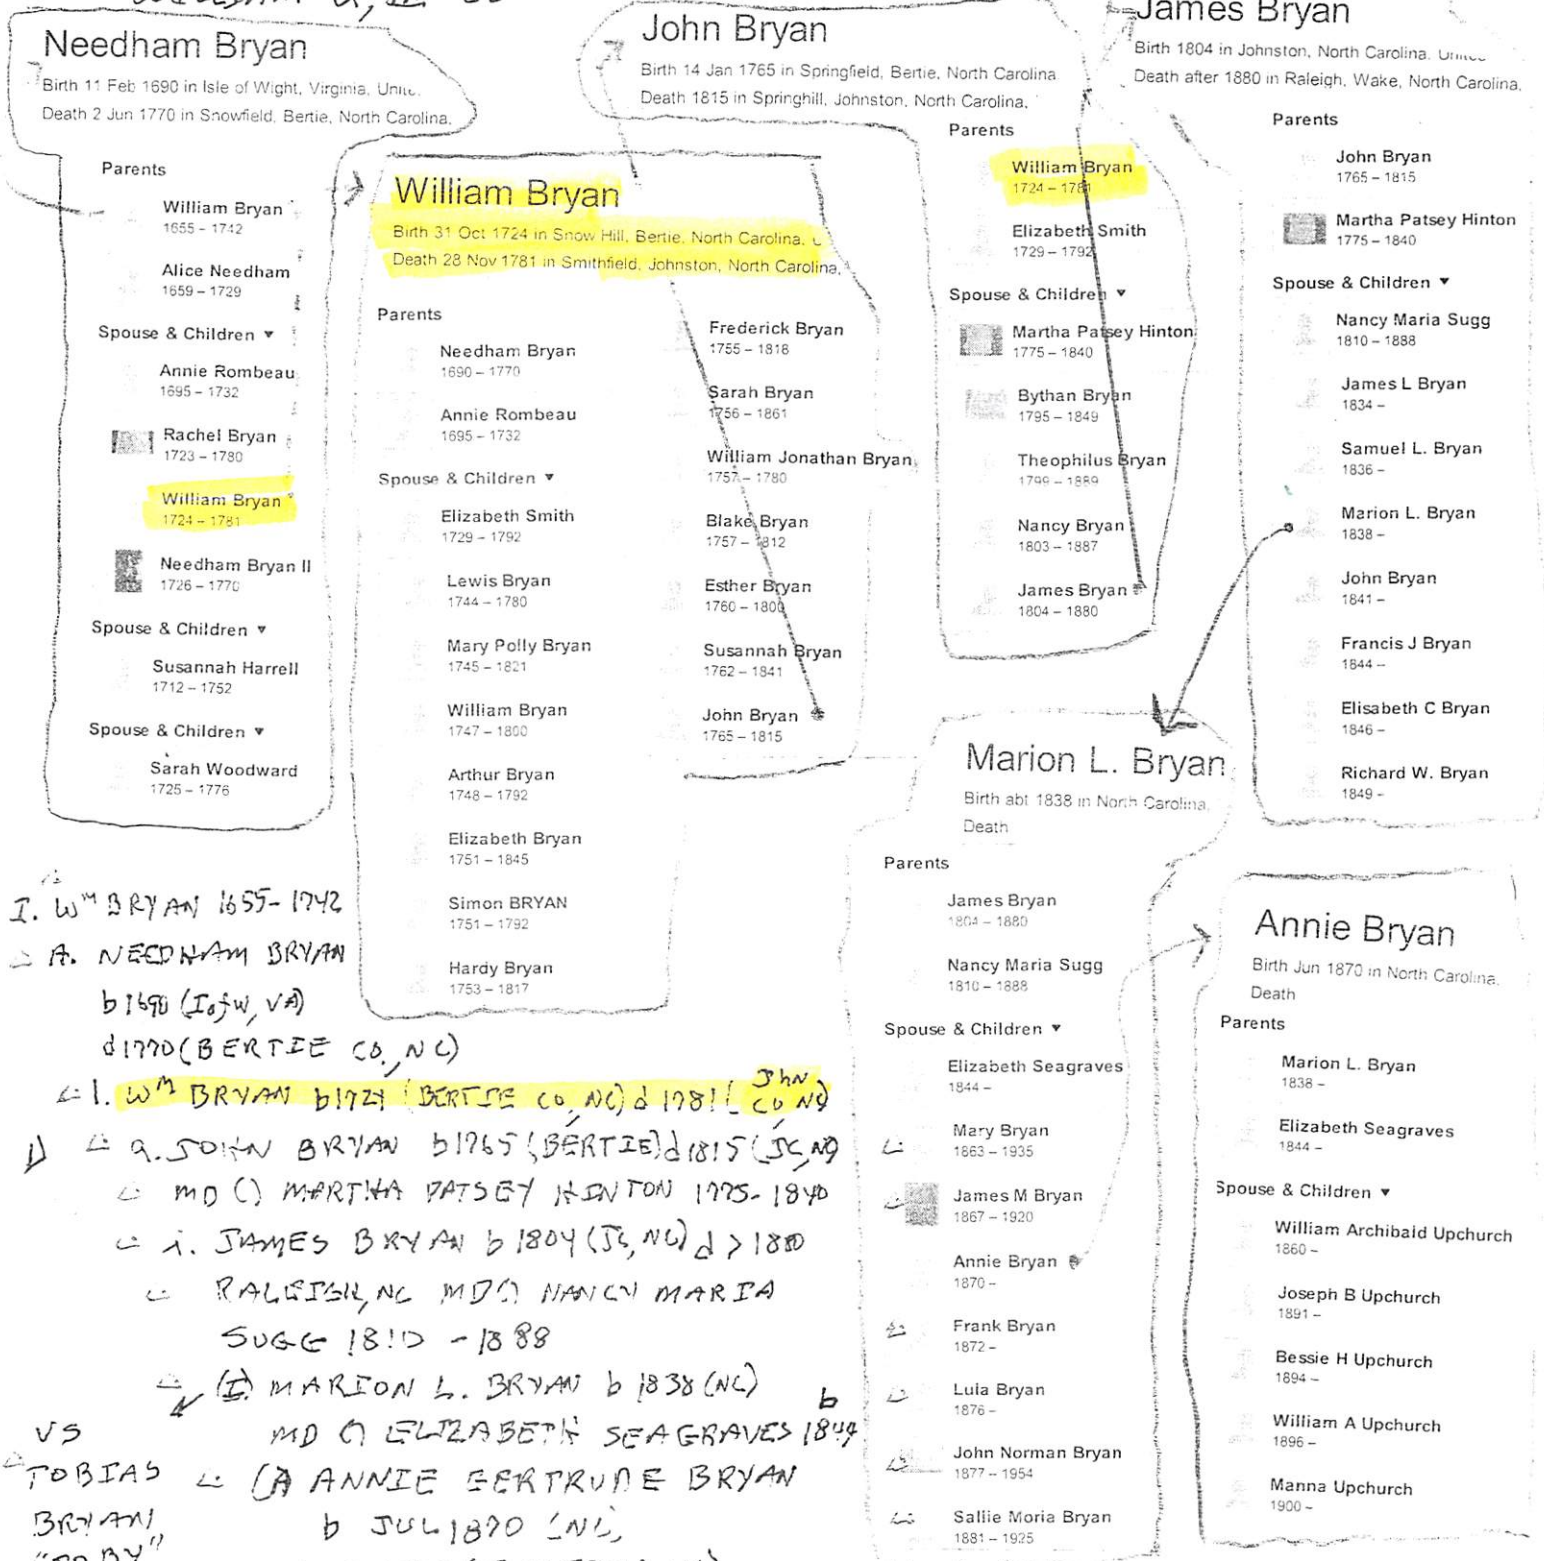 Needham Bryan
Birth 11 Feb 1690 in Isle of Wight, Virginia, Unite
Death 2 Jun 1770 in Snowfield, Bertie, North Carolina,
Parents
William Bryan
1655 – 1742
Alice Needham
1659 – 1729
Spouse & Children ▼
Annie Rombeau
1695 – 1732
Rachel Bryan
1723 – 1780
William Bryan
1724 – 1781
Needham Bryan II
1726 – 1770
Spouse & Children ▼
Susannah Harrell
1712 – 1752
Spouse & Children ▼
Sarah Woodward
1725 – 1776
William Bryan
Birth 31 Oct 1724 in Snow Hill, Bertie, North Carolina, U
Death 28 Nov 1781 in Smithfield, Johnston, North Carolina,
Parents
Needham Bryan
1690 – 1770
Annie Rombeau
1695 – 1732
Spouse & Children ▼
Elizabeth Smith
1729 – 1792
Lewis Bryan
1744 – 1780
Mary Polly Bryan
1745 – 1821
William Bryan
1747 – 1800
Arthur Bryan
1748 – 1792
Elizabeth Bryan
1751 – 1845
Simon BRYAN
1751 – 1792
Hardy Bryan
1753 – 1817
Frederick Bryan
1755 – 1818
Sarah Bryan
1756 – 1861
William Jonathan Bryan
1757 – 1780
Blake Bryan
1757 – 1812
Esther Bryan
1760 – 1800
Susannah Bryan
1762 – 1841
John Bryan
1765 – 1815
John Bryan
Birth 14 Jan 1765 in Springfield, Bertie, North Carolina
Death 1815 in Springhill, Johnston, North Carolina,
Parents
William Bryan
1724 – 1781
Elizabeth Smith
1729 – 1792
Spouse & Children ▼
Martha Patsey Hinton
1775 – 1840
Bythan Bryan
1795 – 1849
Theophilus Bryan
1799 – 1889
Nancy Bryan
1803 – 1887
James Bryan
1804 – 1880
James Bryan
Birth 1804 in Johnston, North Carolina, Unite
Death after 1880 in Raleigh, Wake, North Carolina,
Parents
John Bryan
1765 – 1815
Martha Patsey Hinton
1775 – 1840
Spouse & Children ▼
Nancy Maria Sugg
1810 – 1888
James L Bryan
1834 –
Samuel L. Bryan
1836 –
Marion L. Bryan
1838 –
John Bryan
1841 –
Francis J Bryan
1844 –
Elisabeth C Bryan
1846 –
Richard W. Bryan
1849 –
Marion L. Bryan
Birth abt 1838 in North Carolina,
Death
Parents
James Bryan
1804 – 1880
Nancy Maria Sugg
1810 – 1888
Spouse & Children ▼
Elizabeth Seagraves
1844 –
Mary Bryan
1863 – 1935
James M Bryan
1867 – 1920
Annie Bryan
1870 –
Frank Bryan
1872 –
Lula Bryan
1876 –
John Norman Bryan
1877 – 1954
Sallie Moria Bryan
1881 – 1925
Annie Bryan
Birth Jun 1870 in North Carolina,
Death
Parents
Marion L. Bryan
1838 –
Elizabeth Seagraves
1844 –
Spouse & Children ▼
William Archibald Upchurch
1860 –
Joseph B Upchurch
1891 –
Bessie H Upchurch
1894 –
William A Upchurch
1896 –
Manna Upchurch
1900 –
I. Wm BRYAN 1655-1742
A. NEEDHAM BRYAN
b 1690 (IofW, VA)
d 1770 (BERTIE CO, NC)
1. Wm BRYAN b 1724 (BERTIE CO, NC) d 1781 (JhN CO, NC)
a. JOHN BRYAN b 1765 (BERTIE) d 1815 (JC, NC)
MD () MARTHA PATSEY HINTON 1775-1840
i. JAMES BRYAN b 1804 (JC, NC) d > 1880
RALEIGH, NC MD () NANCY MARIA
SUGG 1810 - 1888
(I) MARION L. BRYAN b 1838 (NC)
MD () ELIZABETH SEAGRAVES b 1844
(A) ANNIE GERTRUDE BRYAN
b JUL 1870 (NC)
VS
TOBIAS
BRYAN
"TOBY"